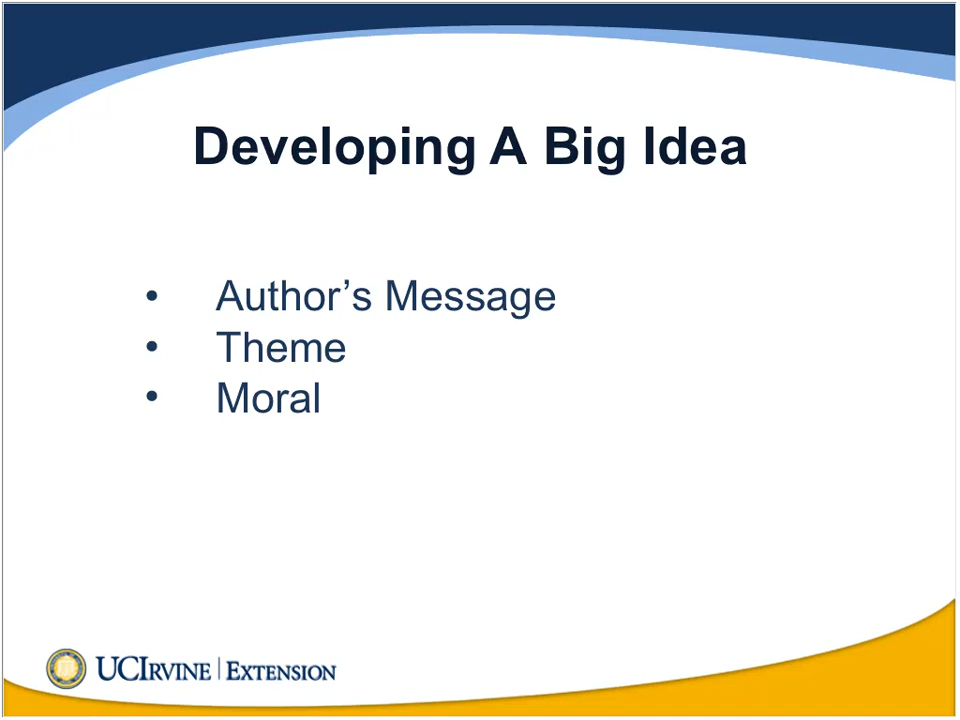 Developing A Big Idea
• Author’s Message
• Theme
• Moral
UCIRVINE | EXTENSION